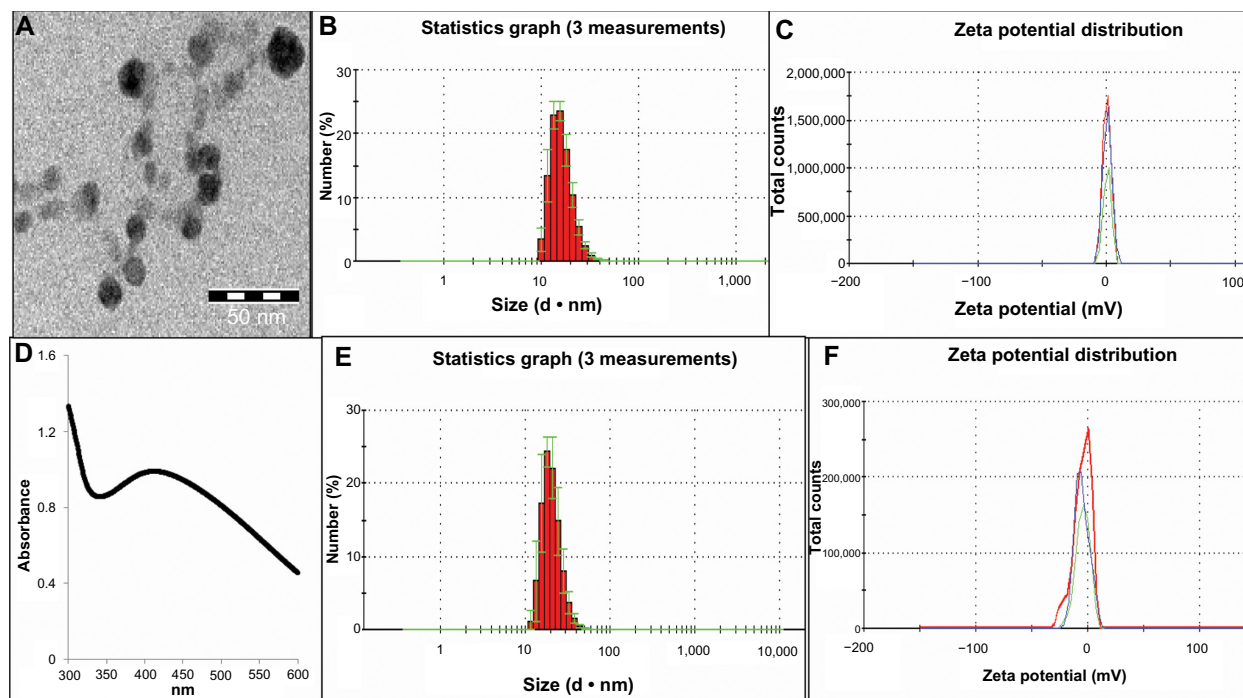 A
50 nm
B
Statistics graph (3 measurements)
Number (%)
30
20
10
0
1
10
100
1,000
Size (d • nm)
C
Zeta potential distribution
Total counts
2,000,000
1,500,000
1,000,000
500,000
0
−200
−100
0
100
Zeta potential (mV)
D
Absorbance
1.6
1.2
0.8
0.4
0
300
350
400
450
500
550
600
nm
E
Statistics graph (3 measurements)
Number (%)
30
20
10
0
1
10
100
1,000
10,000
Size (d • nm)
F
Zeta potential distribution
Total counts
300,000
200,000
100,000
0
−200
−100
0
100
Zeta potential (mV)